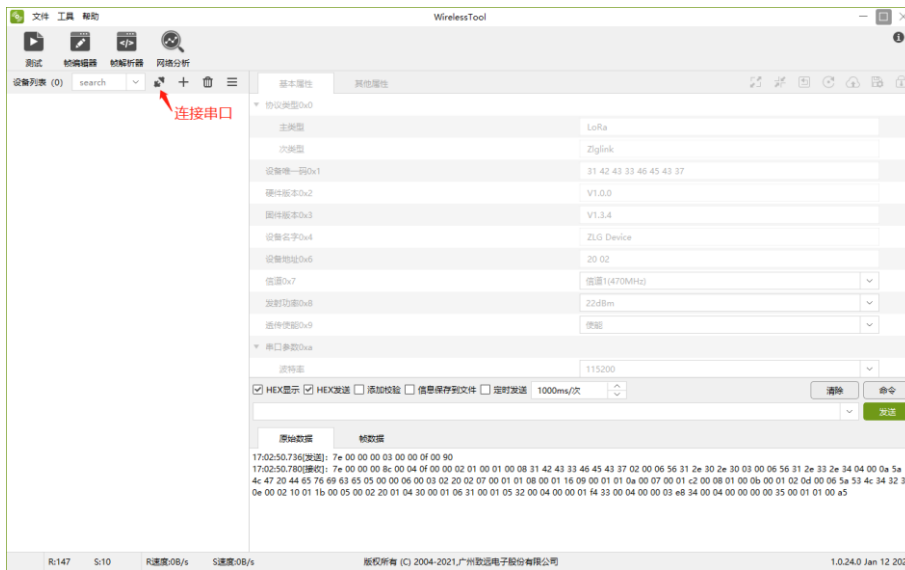 文件 工具 帮助 WirelessTool
测试 帧编辑器 帧解析器 网络分析
设备列表 (0) search 基本属性 其他属性
连接串口
协议类型0x0
主类型 LoRa
次类型 Ziglink
设备唯一码0x1 31 42 43 33 46 45 43 37
硬件版本0x2 V1.0.0
固件版本0x3 V1.3.4
设备名字0x4 ZLG Device
设备地址0x6 20 02
信道0x7 信道1(470MHz)
发射功率0x8 22dBm
透传使能0x9 使能
串口参数0xa
波特率 115200
HEX显示 HEX发送 添加校验 信息保存到文件 定时发送 1000ms/次 清除 命令
发送
原始数据 帧数据
17:02:50.736[发送]: 7e 00 00 00 03 00 00 0f 00 90
17:02:50.780[接收]: 7e 00 00 00 8c 00 04 0f 00 00 02 01 00 01 00 08 31 42 43 33 46 45 43 37 02 00 06 56 31 2e 30 2e 30 03 00 06 56 31 2e 33 2e 34 04 00 0a 5a
4c 47 20 44 65 76 69 63 65 05 00 00 06 00 03 02 20 02 07 00 01 01 08 00 01 16 09 00 01 01 0a 00 07 00 01 c2 00 08 01 00 0b 00 01 02 0d 00 06 5a 53 4c 34 32 3
0e 00 02 10 01 1b 00 05 00 02 20 01 04 30 00 01 06 31 00 01 05 32 00 04 00 00 01 f4 33 00 04 00 00 03 e8 34 00 04 00 00 00 00 35 00 01 01 00 a5
R:147 S:10 R速度:0B/s S速度:0B/s 版权所有 (C) 2004-2021,广州致远电子股份有限公司 1.0.24.0 Jan 12 202